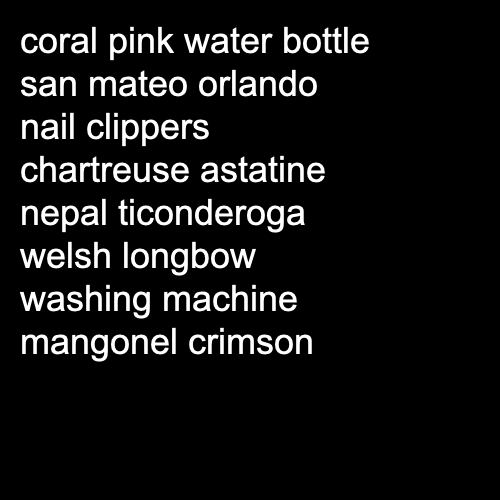 coral pink water bottle
san mateo orlando
nail clippers
chartreuse astatine
nepal ticonderoga
welsh longbow
washing machine
mangonel crimson